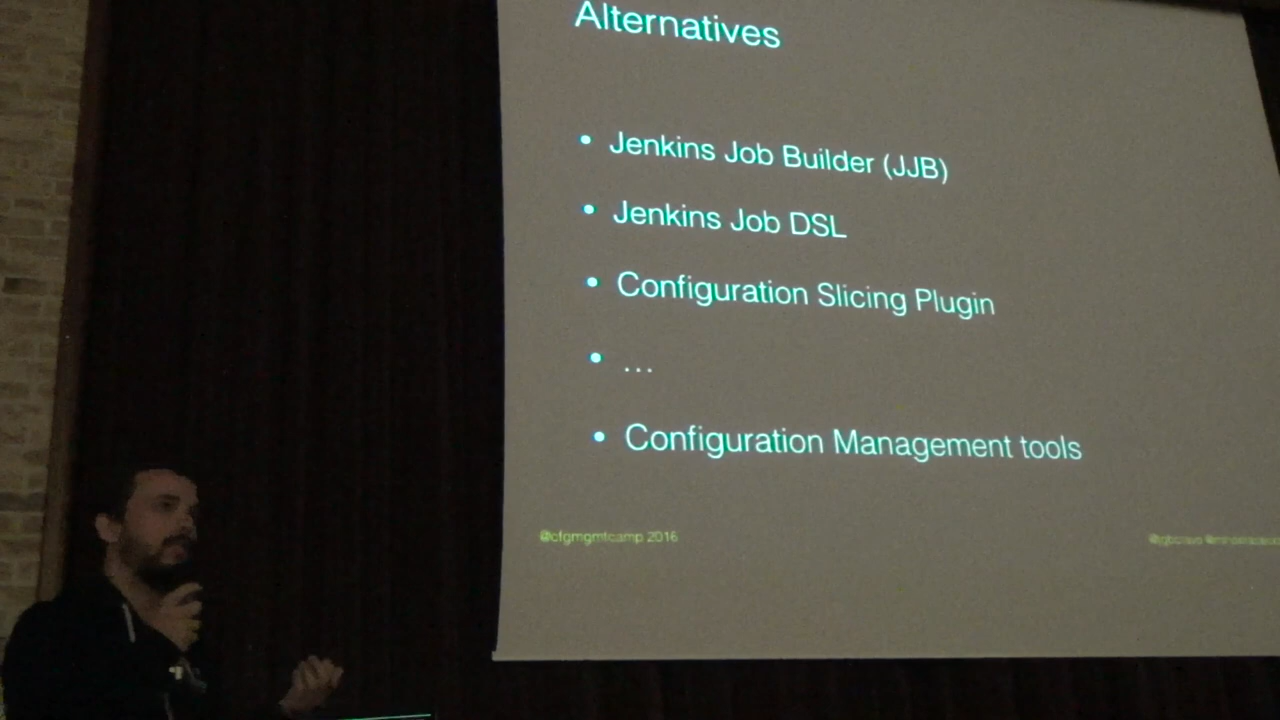 Alternatives
• Jenkins Job Builder (JJB)
• Jenkins Job DSL
• Configuration Slicing Plugin
• ...
• Configuration Management tools
@cfgmgmtcamp 2016